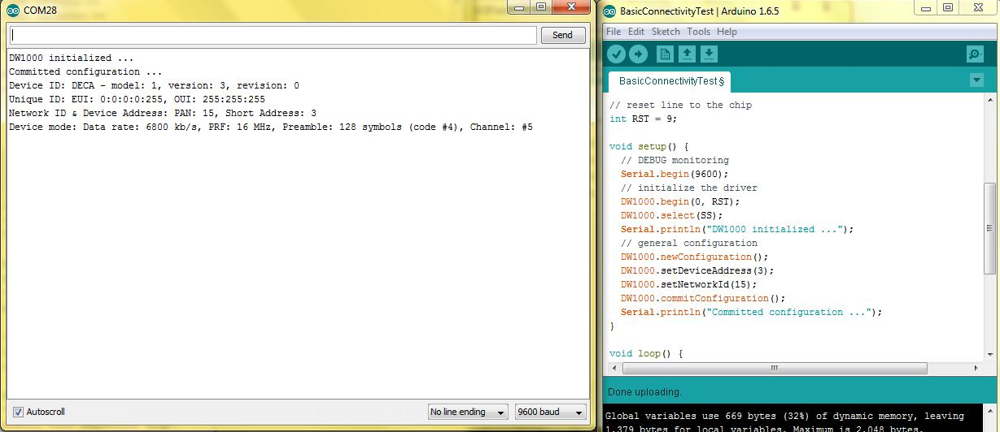 COM28
Send
DW1000 initialized ...
Committed configuration ...
Device ID: DECA - model: 1, version: 3, revision: 0
Unique ID: EUI: 0:0:0:0:255, OUI: 255:255:255
Network ID & Device Address: PAN: 15, Short Address: 3
Device mode: Data rate: 6800 kb/s, PRF: 16 MHz, Preamble: 128 symbols (code #4), Channel: #5
Autoscroll
No line ending
9600 baud
BasicConnectivityTest | Arduino 1.6.5
File Edit Sketch Tools Help
BasicConnectivityTest §
// reset line to the chip
int RST = 9;
void setup() {
// DEBUG monitoring
Serial.begin(9600);
// initialize the driver
DW1000.begin(0, RST);
DW1000.select(SS);
Serial.println("DW1000 initialized ...");
// general configuration
DW1000.newConfiguration();
DW1000.setDeviceAddress(3);
DW1000.setNetworkId(15);
DW1000.commitConfiguration();
Serial.println("Committed configuration ...");
}
void loop() {
Done uploading.
Global variables use 669 bytes (32%) of dynamic memory, leaving
1,379 bytes for local variables. Maximum is 2,048 bytes.